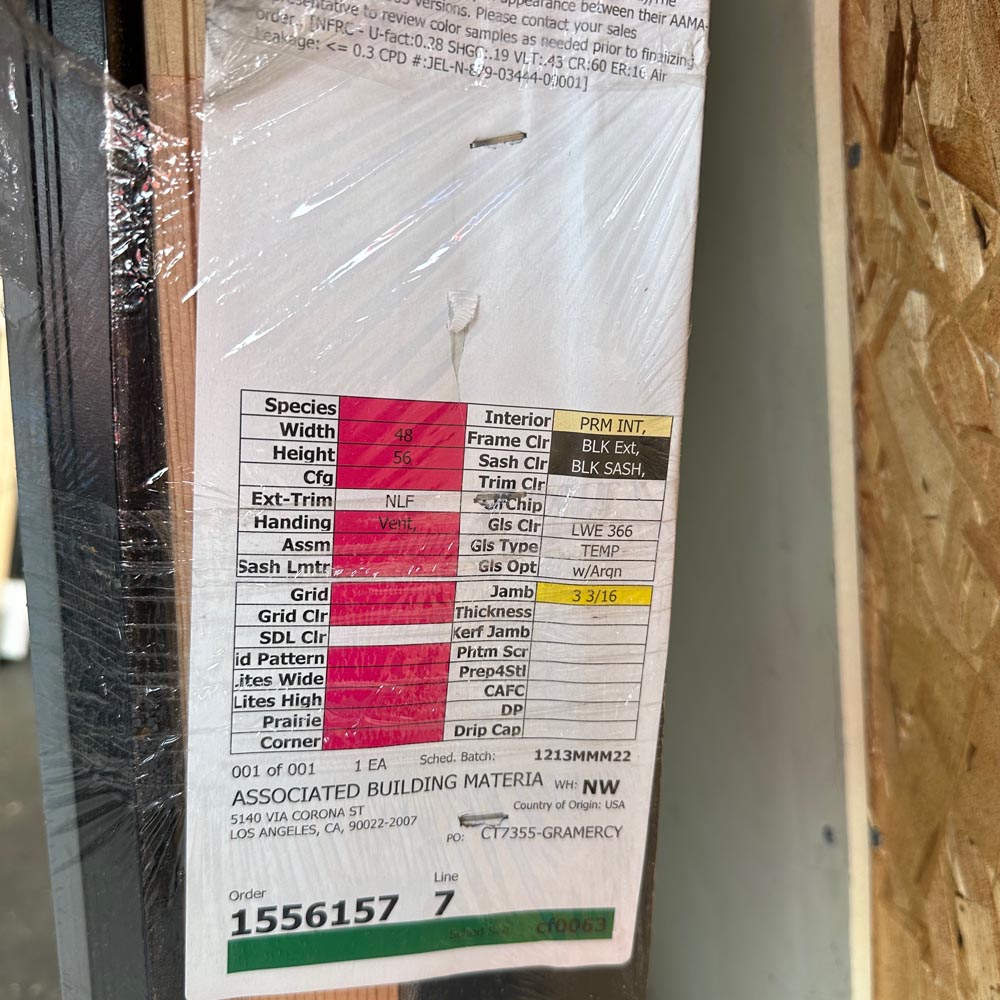 versions. Please contact your sales
appearance between their AAMA-
to review color samples as needed prior to finalizing
order. [NFRC - U-fact:0.28 SHGC:.19 VLT:.43 CR:60 ER:16 Air
Leakage: <= 0.3 CPD #:JEL-N-879-03444-00001]
Species Interior PRM INT,
Width 48 Frame Clr BLK Ext,
Height 56 Sash Clr BLK SASH,
Cfg Trim Clr
Ext-Trim NLF Chip
Handing Vent, Gls Clr LWE 366
Assm Gls Type TEMP
Sash Lmtr Gls Opt w/Argn
Grid Jamb 3 3/16
Grid Clr Thickness
SDL Clr Kerf Jamb
id Pattern Phtm Scr
Lites Wide Prep4Stl
Lites High CAFC
Prairie DP
Corner Drip Cap
001 of 001 1 EA Sched. Batch: 1213MMM22
ASSOCIATED BUILDING MATERIA WH: NW
5140 VIA CORONA ST Country of Origin: USA
LOS ANGELES, CA, 90022-2007
PO: CT7355-GRAMERCY
Order Line
1556157 7
cf0063